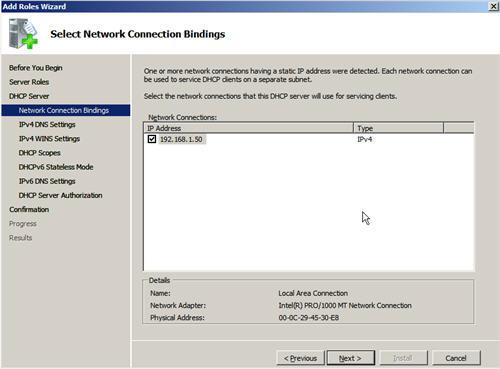 Add Roles Wizard
Select Network Connection Bindings
Before You Begin
Server Roles
DHCP Server
Network Connection Bindings
IPv4 DNS Settings
IPv4 WINS Settings
DHCP Scopes
DHCPv6 Stateless Mode
IPv6 DNS Settings
DHCP Server Authorization
Confirmation
Progress
Results
One or more network connections having a static IP address were detected. Each network connection can
be used to service DHCP clients on a separate subnet.
Select the network connections that this DHCP server will use for servicing clients.
Network Connections:
IP Address Type
192.168.1.50 IPv4
Details
Name: Local Area Connection
Network Adapter: Intel(R) PRO/1000 MT Network Connection
Physical Address: 00-0C-29-45-30-E8
< Previous Next > Install Cancel